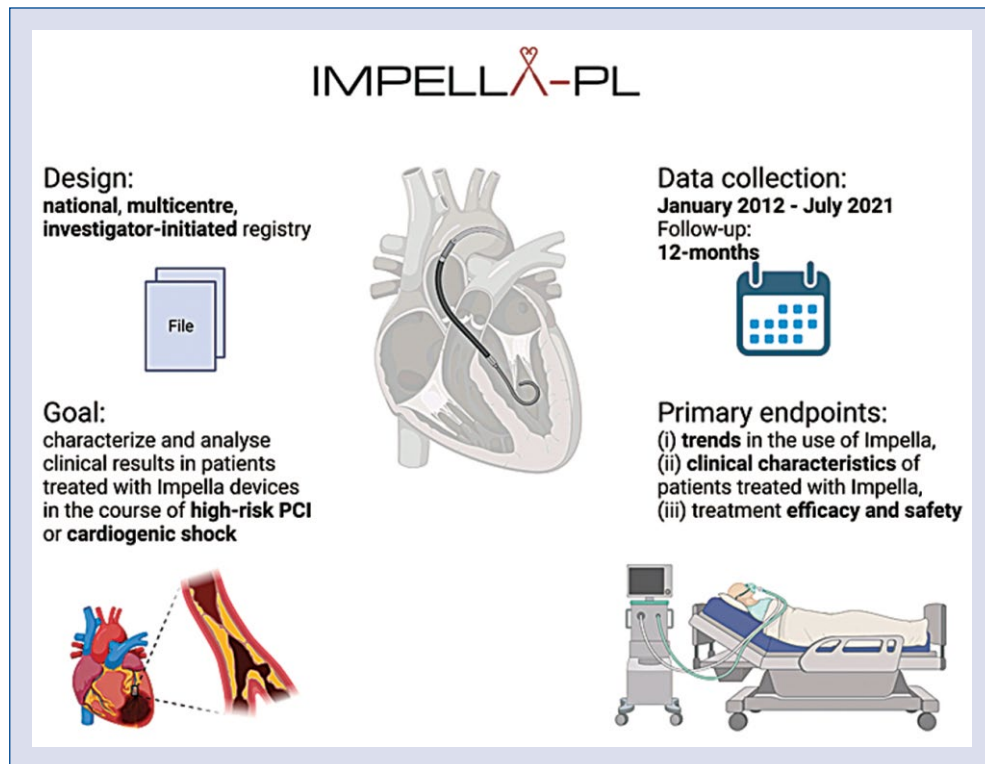 IMPELLA-PL
Design:
national, multicentre,
investigator-initiated registry
File
Goal:
characterize and analyse
clinical results in patients
treated with Impella devices
in the course of high-risk PCI
or cardiogenic shock
Data collection:
January 2012 - July 2021
Follow-up:
12-months
Primary endpoints:
(i) trends in the use of Impella,
(ii) clinical characteristics of
patients treated with Impella,
(iii) treatment efficacy and safety